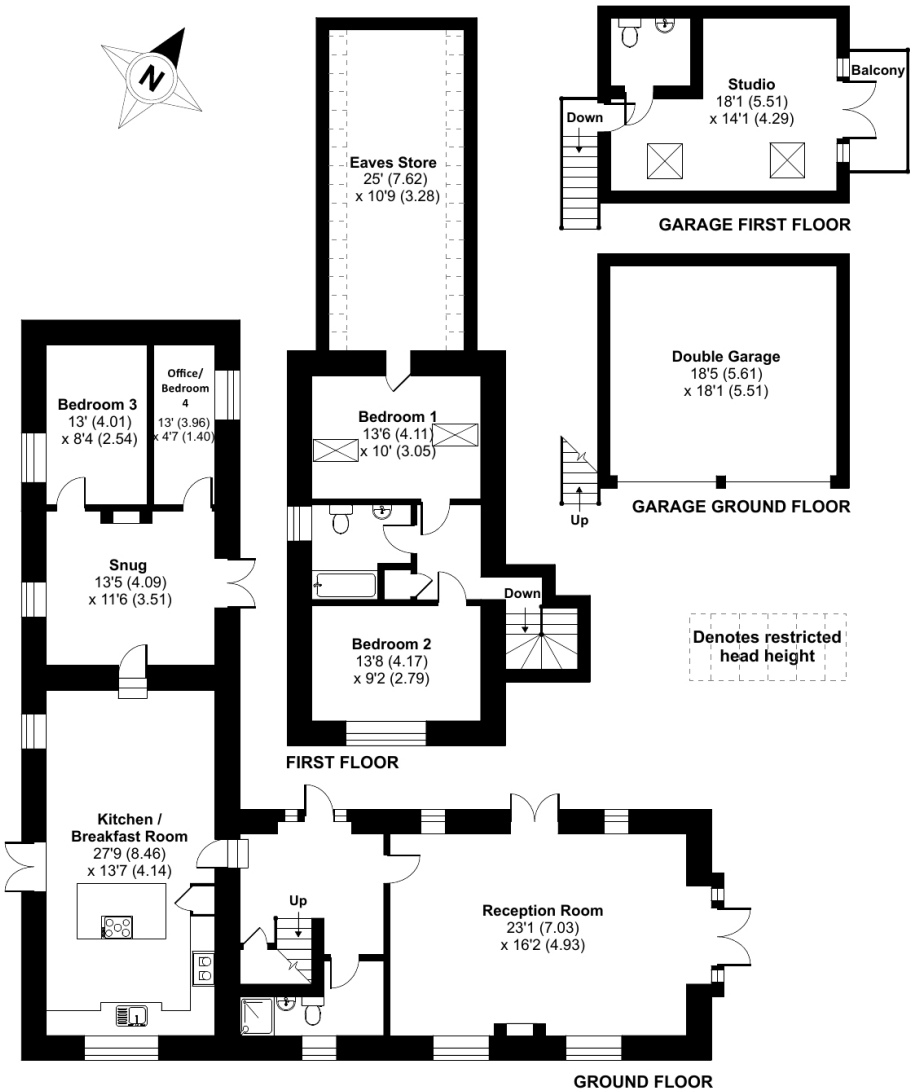 N
Eaves Store
25' (7.62)
x 10'9 (3.28)
Down
Studio
18'1 (5.51)
x 14'1 (4.29)
Balcony
GARAGE FIRST FLOOR
Double Garage
18'5 (5.61)
x 18'1 (5.51)
Up
GARAGE GROUND FLOOR
Bedroom 3
13' (4.01)
x 8'4 (2.54)
Office/
Bedroom
4
13' (3.96)
x 4'7 (1.40)
Bedroom 1
13'6 (4.11)
x 10' (3.05)
Snug
13'5 (4.09)
x 11'6 (3.51)
Down
Bedroom 2
13'8 (4.17)
x 9'2 (2.79)
FIRST FLOOR
Denotes restricted
head height
Kitchen /
Breakfast Room
27'9 (8.46)
x 13'7 (4.14)
Up
Reception Room
23'1 (7.03)
x 16'2 (4.93)
GROUND FLOOR